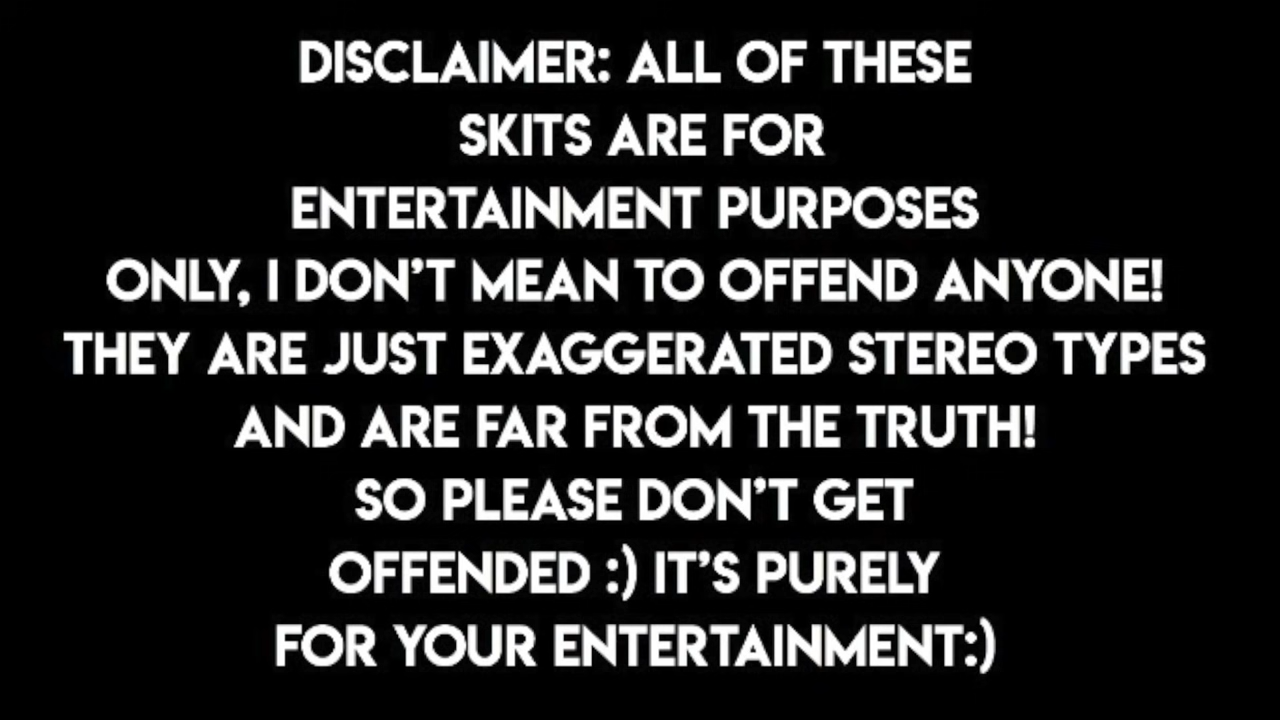 DISCLAIMER: ALL OF THESE
SKITS ARE FOR
ENTERTAINMENT PURPOSES
ONLY, I DON'T MEAN TO OFFEND ANYONE!
THEY ARE JUST EXAGGERATED STEREO TYPES
AND ARE FAR FROM THE TRUTH!
SO PLEASE DON'T GET
OFFENDED :) IT'S PURELY
FOR YOUR ENTERTAINMENT:)